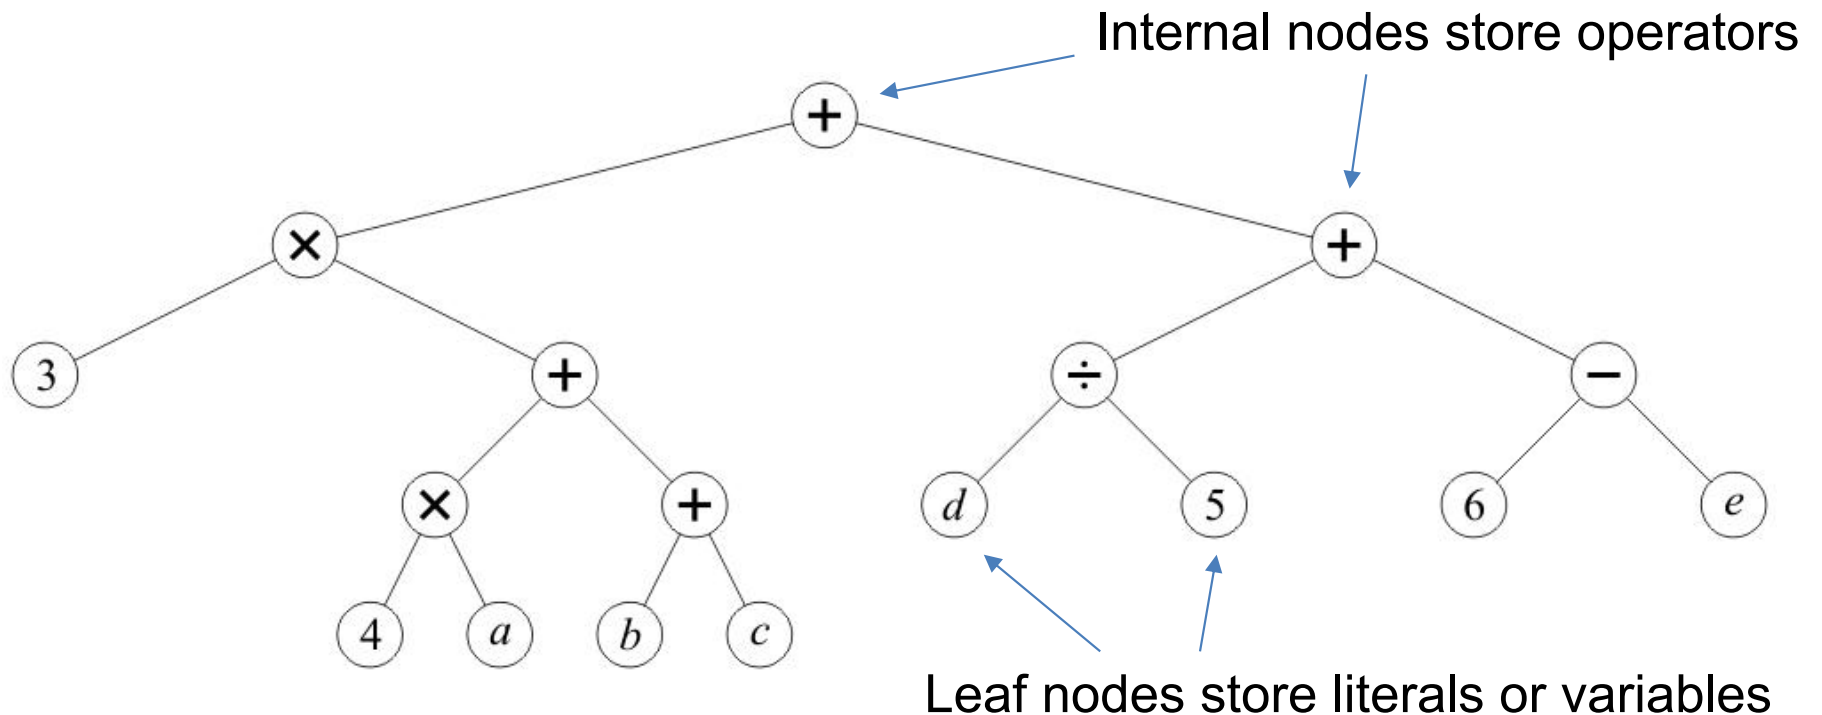 Internal nodes store operators
+
× +
3 + ÷ −
× + d 5 6 e
4 a b c
Leaf nodes store literals or variables